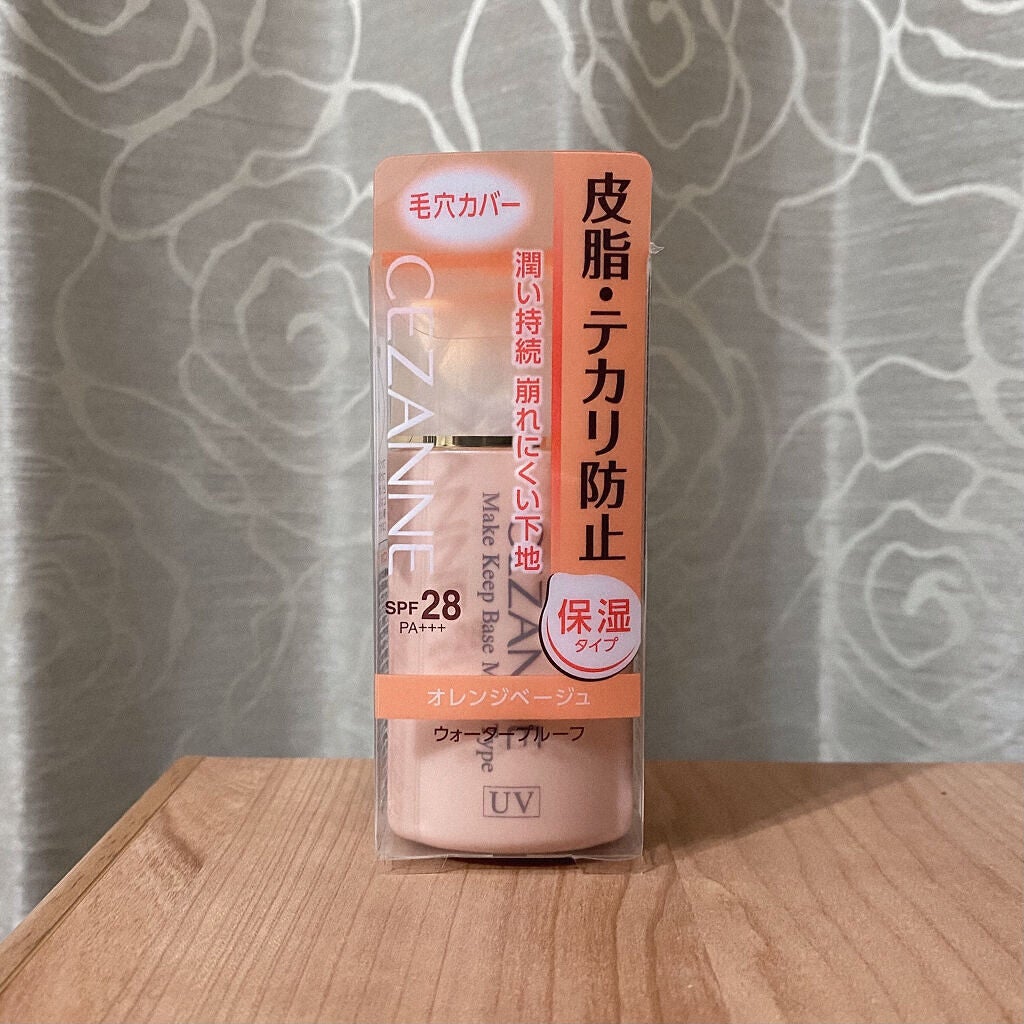 毛穴カバー
皮脂・テカリ防止
潤い持続 崩れにくい下地
CEZANNE
SPF28
PA+++
保湿
タイプ
オレンジベージュ
ウォータープルーフ
CEZANNE
Make Keep Base M
Type
UV